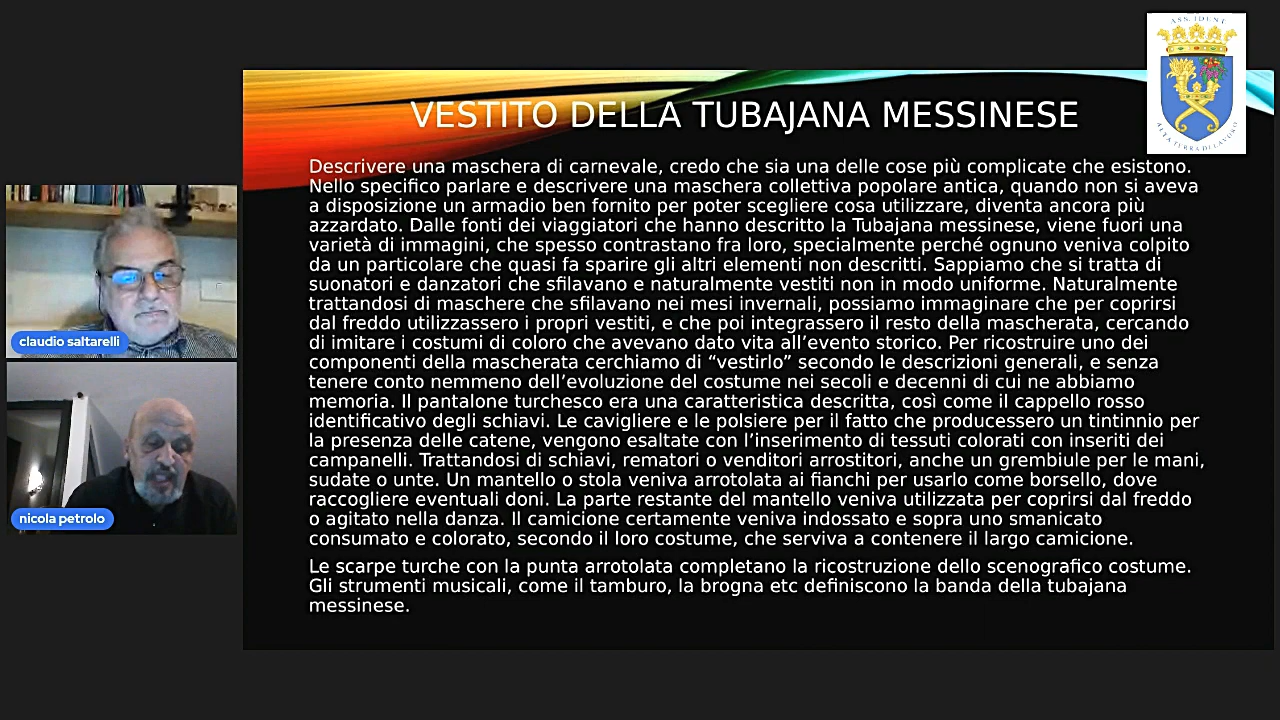 ASS. IDENT
ALTA TERRA DI LAVORO
VESTITO DELLA TUBAJANA MESSINESE
Descrivere una maschera di carnevale, credo che sia una delle cose più complicate che esistono.
Nello specifico parlare e descrivere una maschera collettiva popolare antica, quando non si aveva
a disposizione un armadio ben fornito per poter scegliere cosa utilizzare, diventa ancora più
azzardato. Dalle fonti dei viaggiatori che hanno descritto la Tubajana messinese, viene fuori una
varietà di immagini, che spesso contrastano fra loro, specialmente perché ognuno veniva colpito
da un particolare che quasi fa sparire gli altri elementi non descritti. Sappiamo che si tratta di
suonatori e danzatori che sfilavano e naturalmente vestiti non in modo uniforme. Naturalmente
trattandosi di maschere che sfilavano nei mesi invernali, possiamo immaginare che per coprirsi
dal freddo utilizzassero i propri vestiti, e che poi integrassero il resto della mascherata, cercando
di imitare i costumi di coloro che avevano dato vita all’evento storico. Per ricostruire uno dei
componenti della mascherata cerchiamo di “vestirlo” secondo le descrizioni generali, e senza
tenere conto nemmeno dell’evoluzione del costume nei secoli e decenni di cui ne abbiamo
memoria. Il pantalone turchesco era una caratteristica descritta, così come il cappello rosso
identificativo degli schiavi. Le cavigliere e le polsiere per il fatto che producessero un tintinnio per
la presenza delle catene, vengono esaltate con l’inserimento di tessuti colorati con inseriti dei
campanelli. Trattandosi di schiavi, rematori o venditori arrostitori, anche un grembiule per le mani,
sudate o unte. Un mantello o stola veniva arrotolata ai fianchi per usarlo come borsello, dove
raccogliere eventuali doni. La parte restante del mantello veniva utilizzata per coprirsi dal freddo
o agitato nella danza. Il camicione certamente veniva indossato e sopra uno smanicato
consumato e colorato, secondo il loro costume, che serviva a contenere il largo camicione.
Le scarpe turche con la punta arrotolata completano la ricostruzione dello scenografico costume.
Gli strumenti musicali, come il tamburo, la brogna etc definiscono la banda della tubajana
messinese.
claudio saltarelli
nicola petrolo